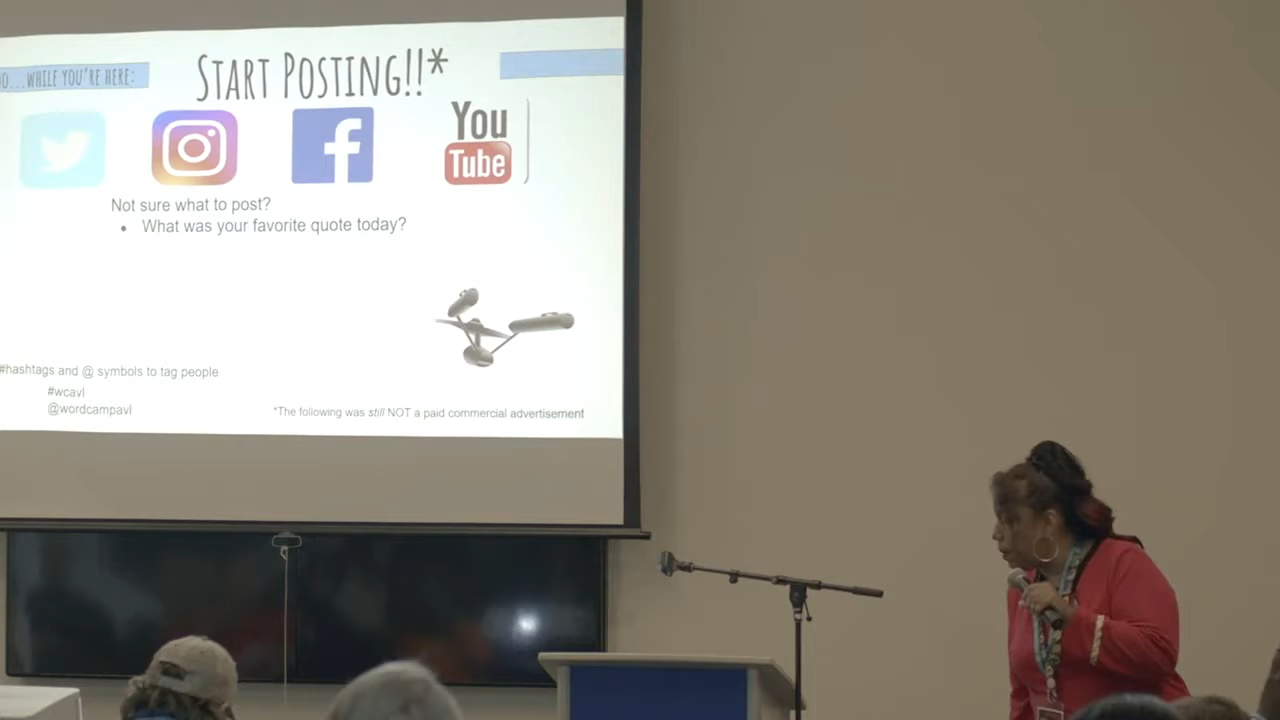 ...WHILE YOU'RE HERE:
START POSTING!!*
You
Tube
Not sure what to post?
• What was your favorite quote today?
#hashtags and @ symbols to tag people
#wcavl
@wordcampavl
*The following was still NOT a paid commercial advertisement